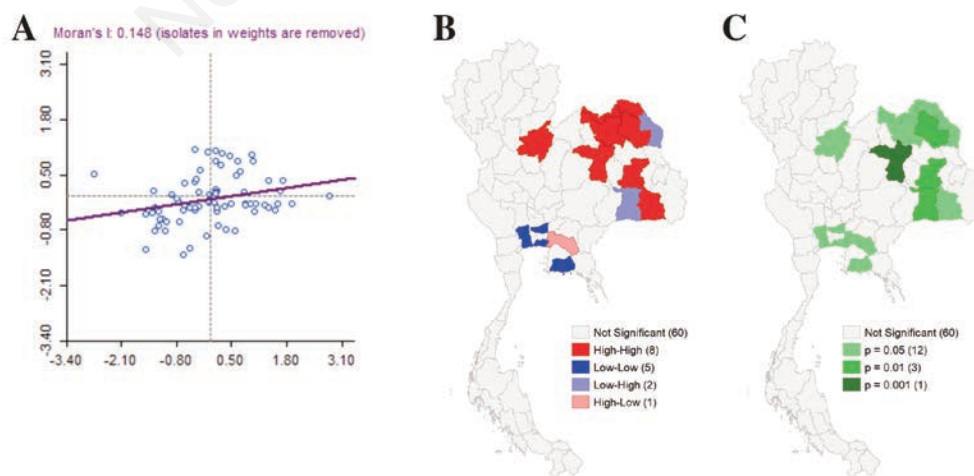 A
Moran's I: 0.148 (isolates in weights are removed)
3.10
1.80
0.50
-0.80
-2.10
-3.40
-3.40 -2.10 -0.80 0.50 1.80 3.10
B
Not Significant (60)
High-High (8)
Low-Low (5)
Low-High (2)
High-Low (1)
C
Not Significant (60)
p = 0.05 (12)
p = 0.01 (3)
p = 0.001 (1)